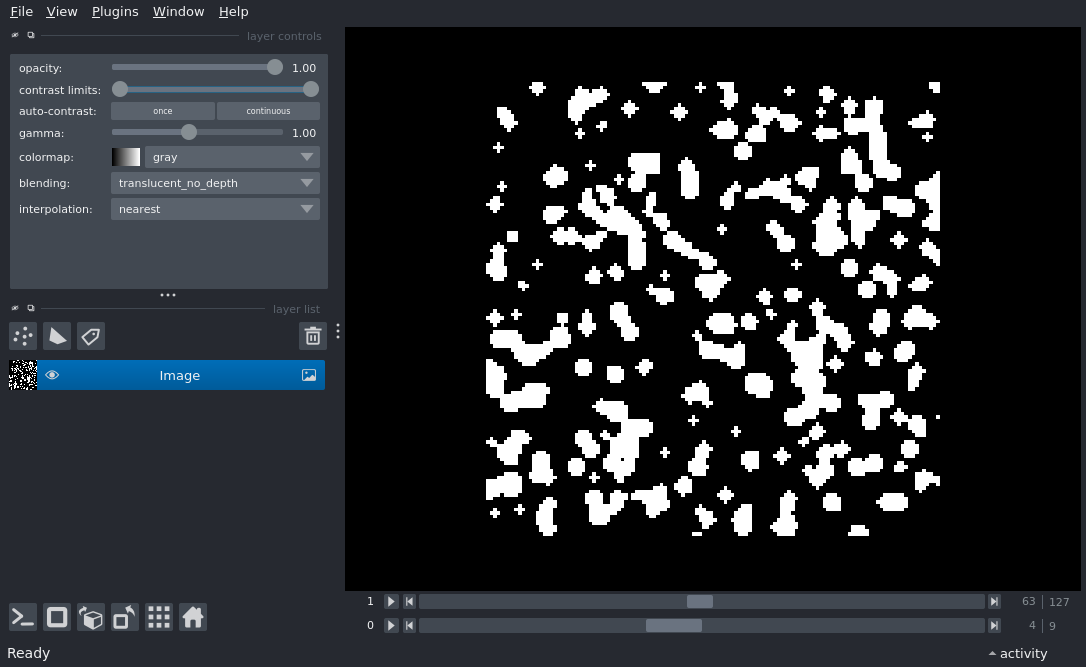 File View Plugins Window Help
layer controls
opacity: 1.00
contrast limits:
auto-contrast: once continuous
gamma: 1.00
colormap: gray
blending: translucent_no_depth
interpolation: nearest
layer list
Image
1 63 127
0 4 9
Ready activity